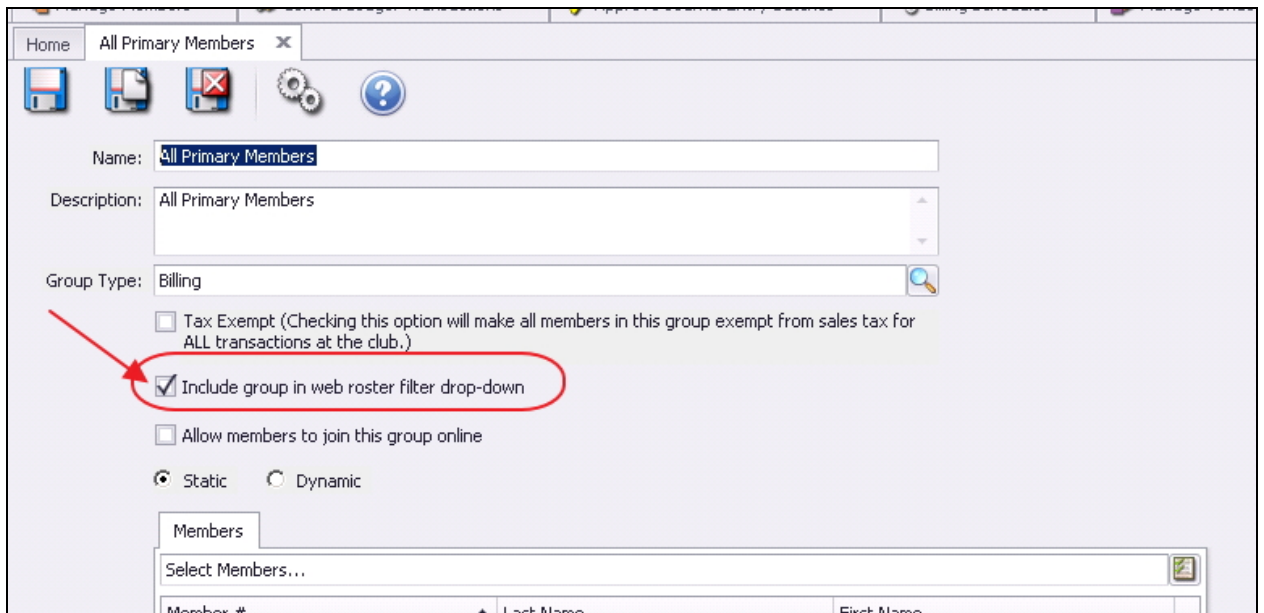 Home
All Primary Members
Name: All Primary Members
Description: All Primary Members
Group Type: Billing
Tax Exempt (Checking this option will make all members in this group exempt from sales tax for
ALL transactions at the club.)
Include group in web roster filter drop-down
Allow members to join this group online
Static Dynamic
Members
Select Members...
Member # Last Name First Name